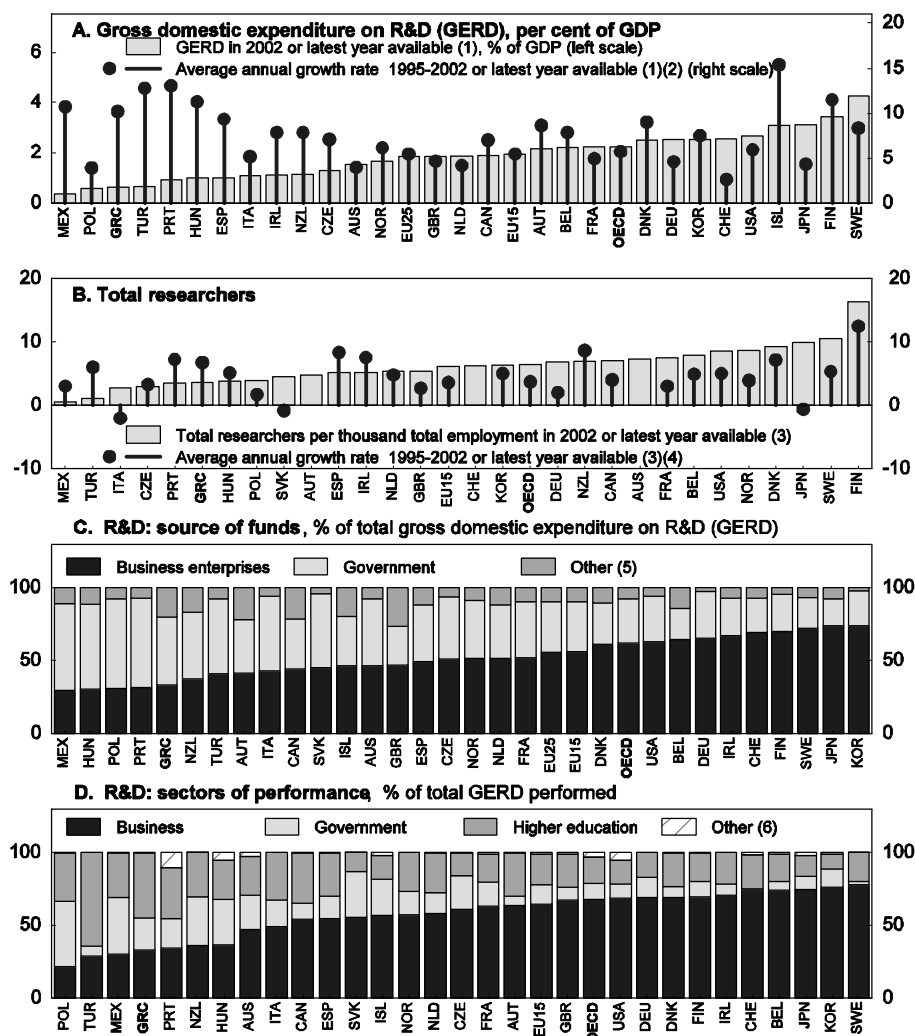 A. Gross domestic expenditure on R&D (GERD), per cent of GDP
GERD in 2002 or latest year available (1), % of GDP (left scale)
Average annual growth rate 1995-2002 or latest year available (1)(2) (right scale)
6
4
2
0
20
15
10
5
0
MEX POL GRC TUR PRT HUN ESP ITA IRL NZL CZE AUS NOR EU25 GBR NLD CAN EU15 AUT BEL FRA OECD DNK DEU KOR CHE USA ISL JPN FIN SWE
B. Total researchers
20
10
0
-10
20
10
0
-10
Total researchers per thousand total employment in 2002 or latest year available (3)
Average annual growth rate 1995-2002 or latest year available (3)(4)
MEX TUR ITA CZE PRT GRC HUN POL SVK AUT ESP IRL NLD GBR EU15 CHE KOR OECD DEU NZL CAN AUS FRA BEL USA NOR DNK JPN SWE FIN
C. R&D: source of funds, % of total gross domestic expenditure on R&D (GERD)
Business enterprises Government Other (5)
100
50
0
100
50
0
MEX HUN POL PRT GRC NZL TUR AUT ITA CAN SVK ISL AUS GBR ESP CZE NOR NLD FRA EU25 EU15 DNK OECD USA BEL DEU IRL CHE FIN SWE JPN KOR
D. R&D: sectors of performance, % of total GERD performed
Business Government Higher education Other (6)
100
50
0
100
50
0
POL TUR MEX GRC PRT NZL HUN AUS ITA CAN ESP SVK ISL NOR NLD CZE FRA AUT EU15 GBR OECD USA DEU DNK FIN IRL CHE BEL JPN KOR SWE